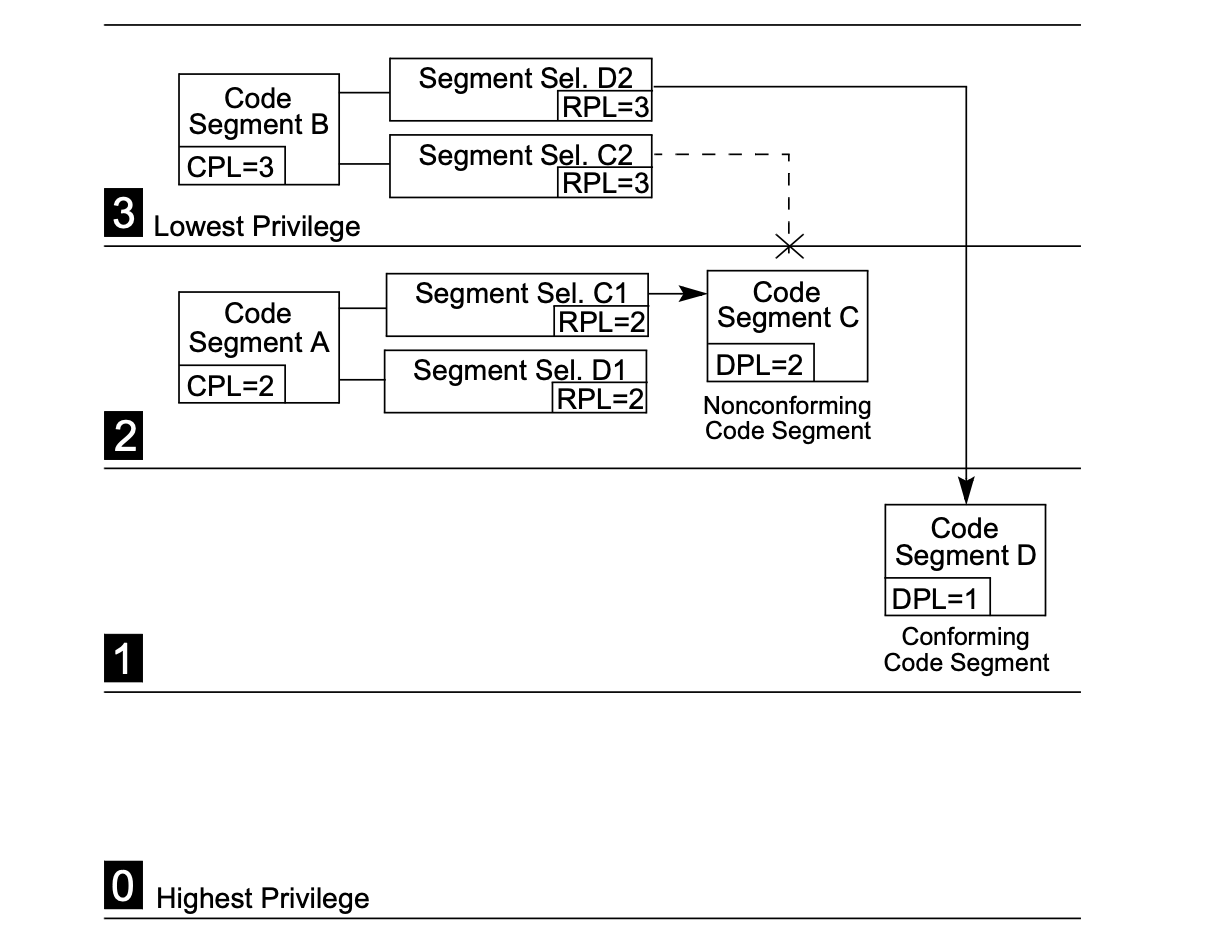 Code
Segment B
CPL=3
Segment Sel. D2
RPL=3
Segment Sel. C2
RPL=3
3
Lowest Privilege
Code
Segment A
CPL=2
Segment Sel. C1
RPL=2
Segment Sel. D1
RPL=2
Code
Segment C
DPL=2
Nonconforming
Code Segment
2
Code
Segment D
DPL=1
Conforming
Code Segment
1
0
Highest Privilege